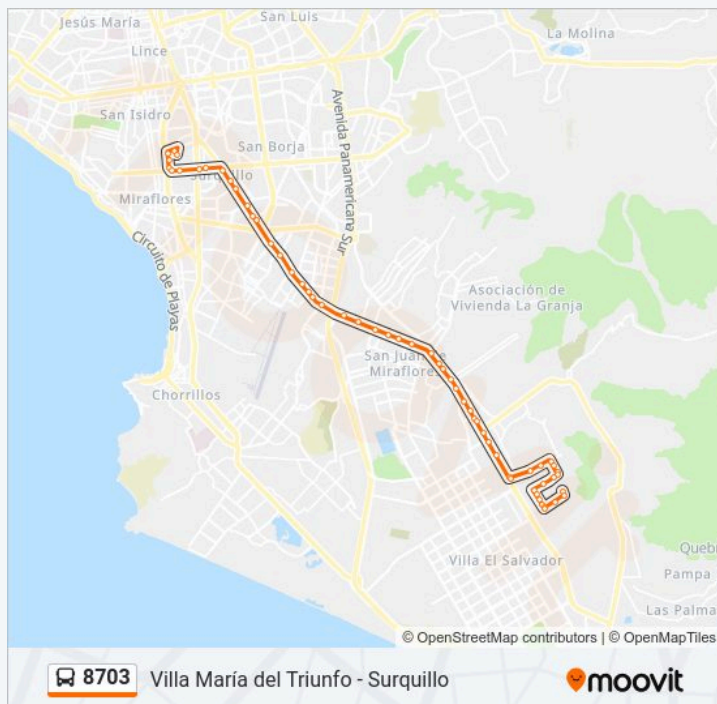 Jesús María
San Luis
La Molina
Lince
San Isidro
Avenida Panamericana Sur
San Borja
Surquillo
Miraflores
Circuito de Playas
Asociación de
Vivienda La Granja
San Juan de
Miraflores
Chorrillos
Villa El Salvador
Queb
Pampa
Las Palma
© OpenStreetMap contributors | © OpenMapTiles
8703 Villa María del Triunfo - Surquillo
moovit